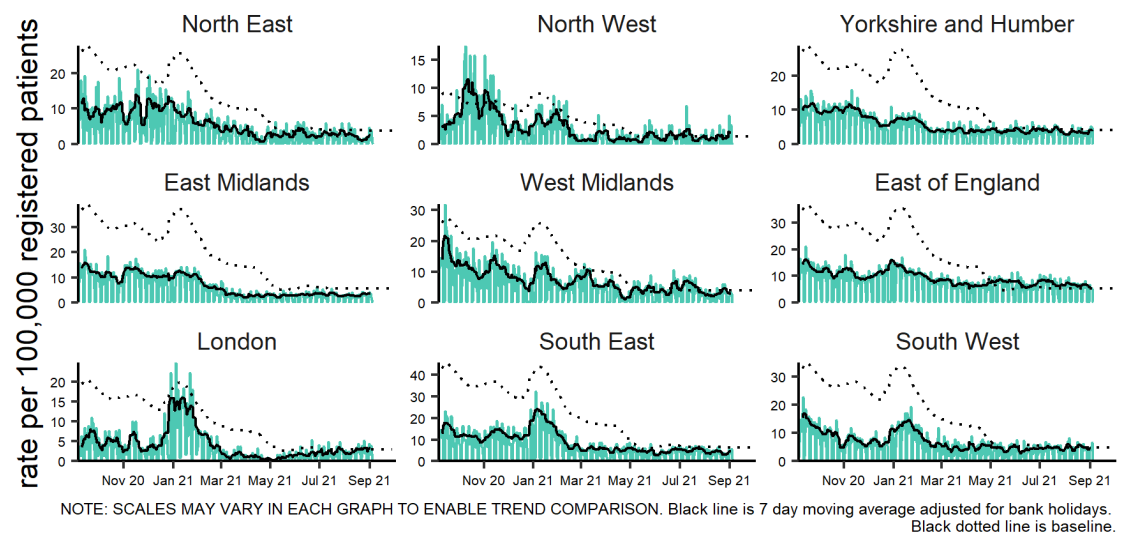 rate per 100,000 registered patients
North East
North West
Yorkshire and Humber
20
10
0
15
10
5
0
20
10
0
East Midlands
West Midlands
East of England
30
20
10
0
30
20
10
0
30
20
10
0
London
South East
South West
20
15
10
5
0
40
30
20
10
0
30
20
10
0
Nov 20 Jan 21 Mar 21 May 21 Jul 21 Sep 21
Nov 20 Jan 21 Mar 21 May 21 Jul 21 Sep 21
Nov 20 Jan 21 Mar 21 May 21 Jul 21 Sep 21
NOTE: SCALES MAY VARY IN EACH GRAPH TO ENABLE TREND COMPARISON. Black line is 7 day moving average adjusted for bank holidays.
Black dotted line is baseline.